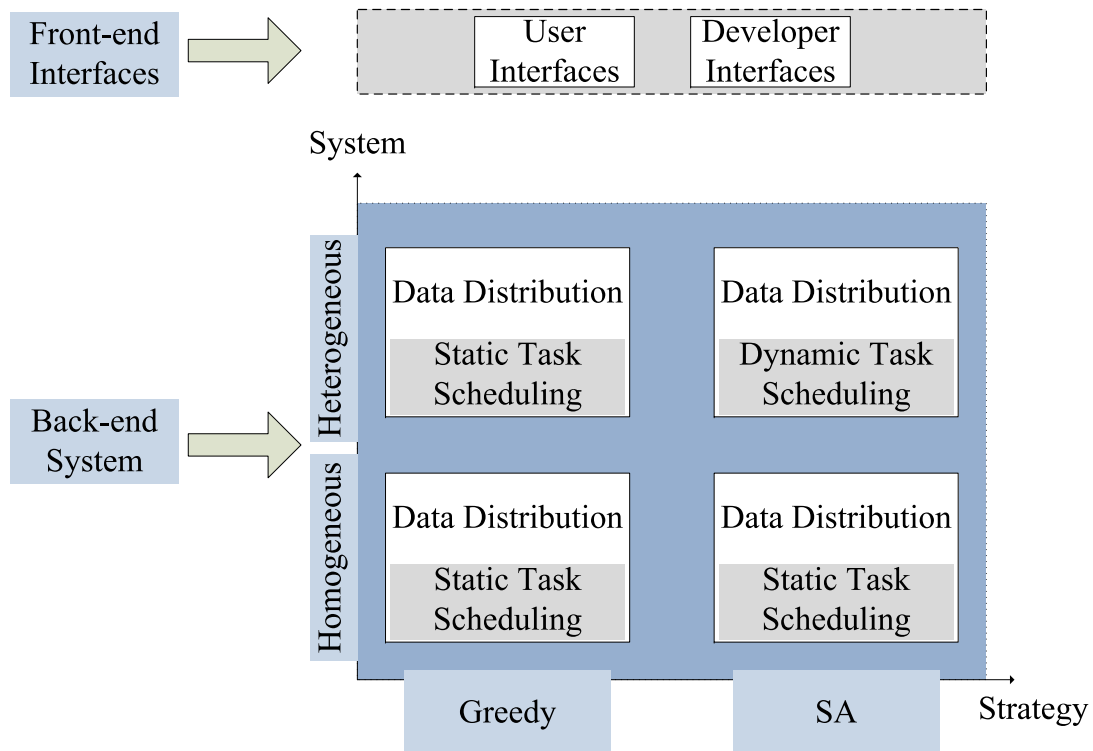 Front-end
Interfaces
User
Interfaces
Developer
Interfaces
System
Heterogeneous
Data Distribution
Static Task
Scheduling
Data Distribution
Dynamic Task
Scheduling
Back-end
System
Homogeneous
Data Distribution
Static Task
Scheduling
Data Distribution
Static Task
Scheduling
Greedy
SA
Strategy